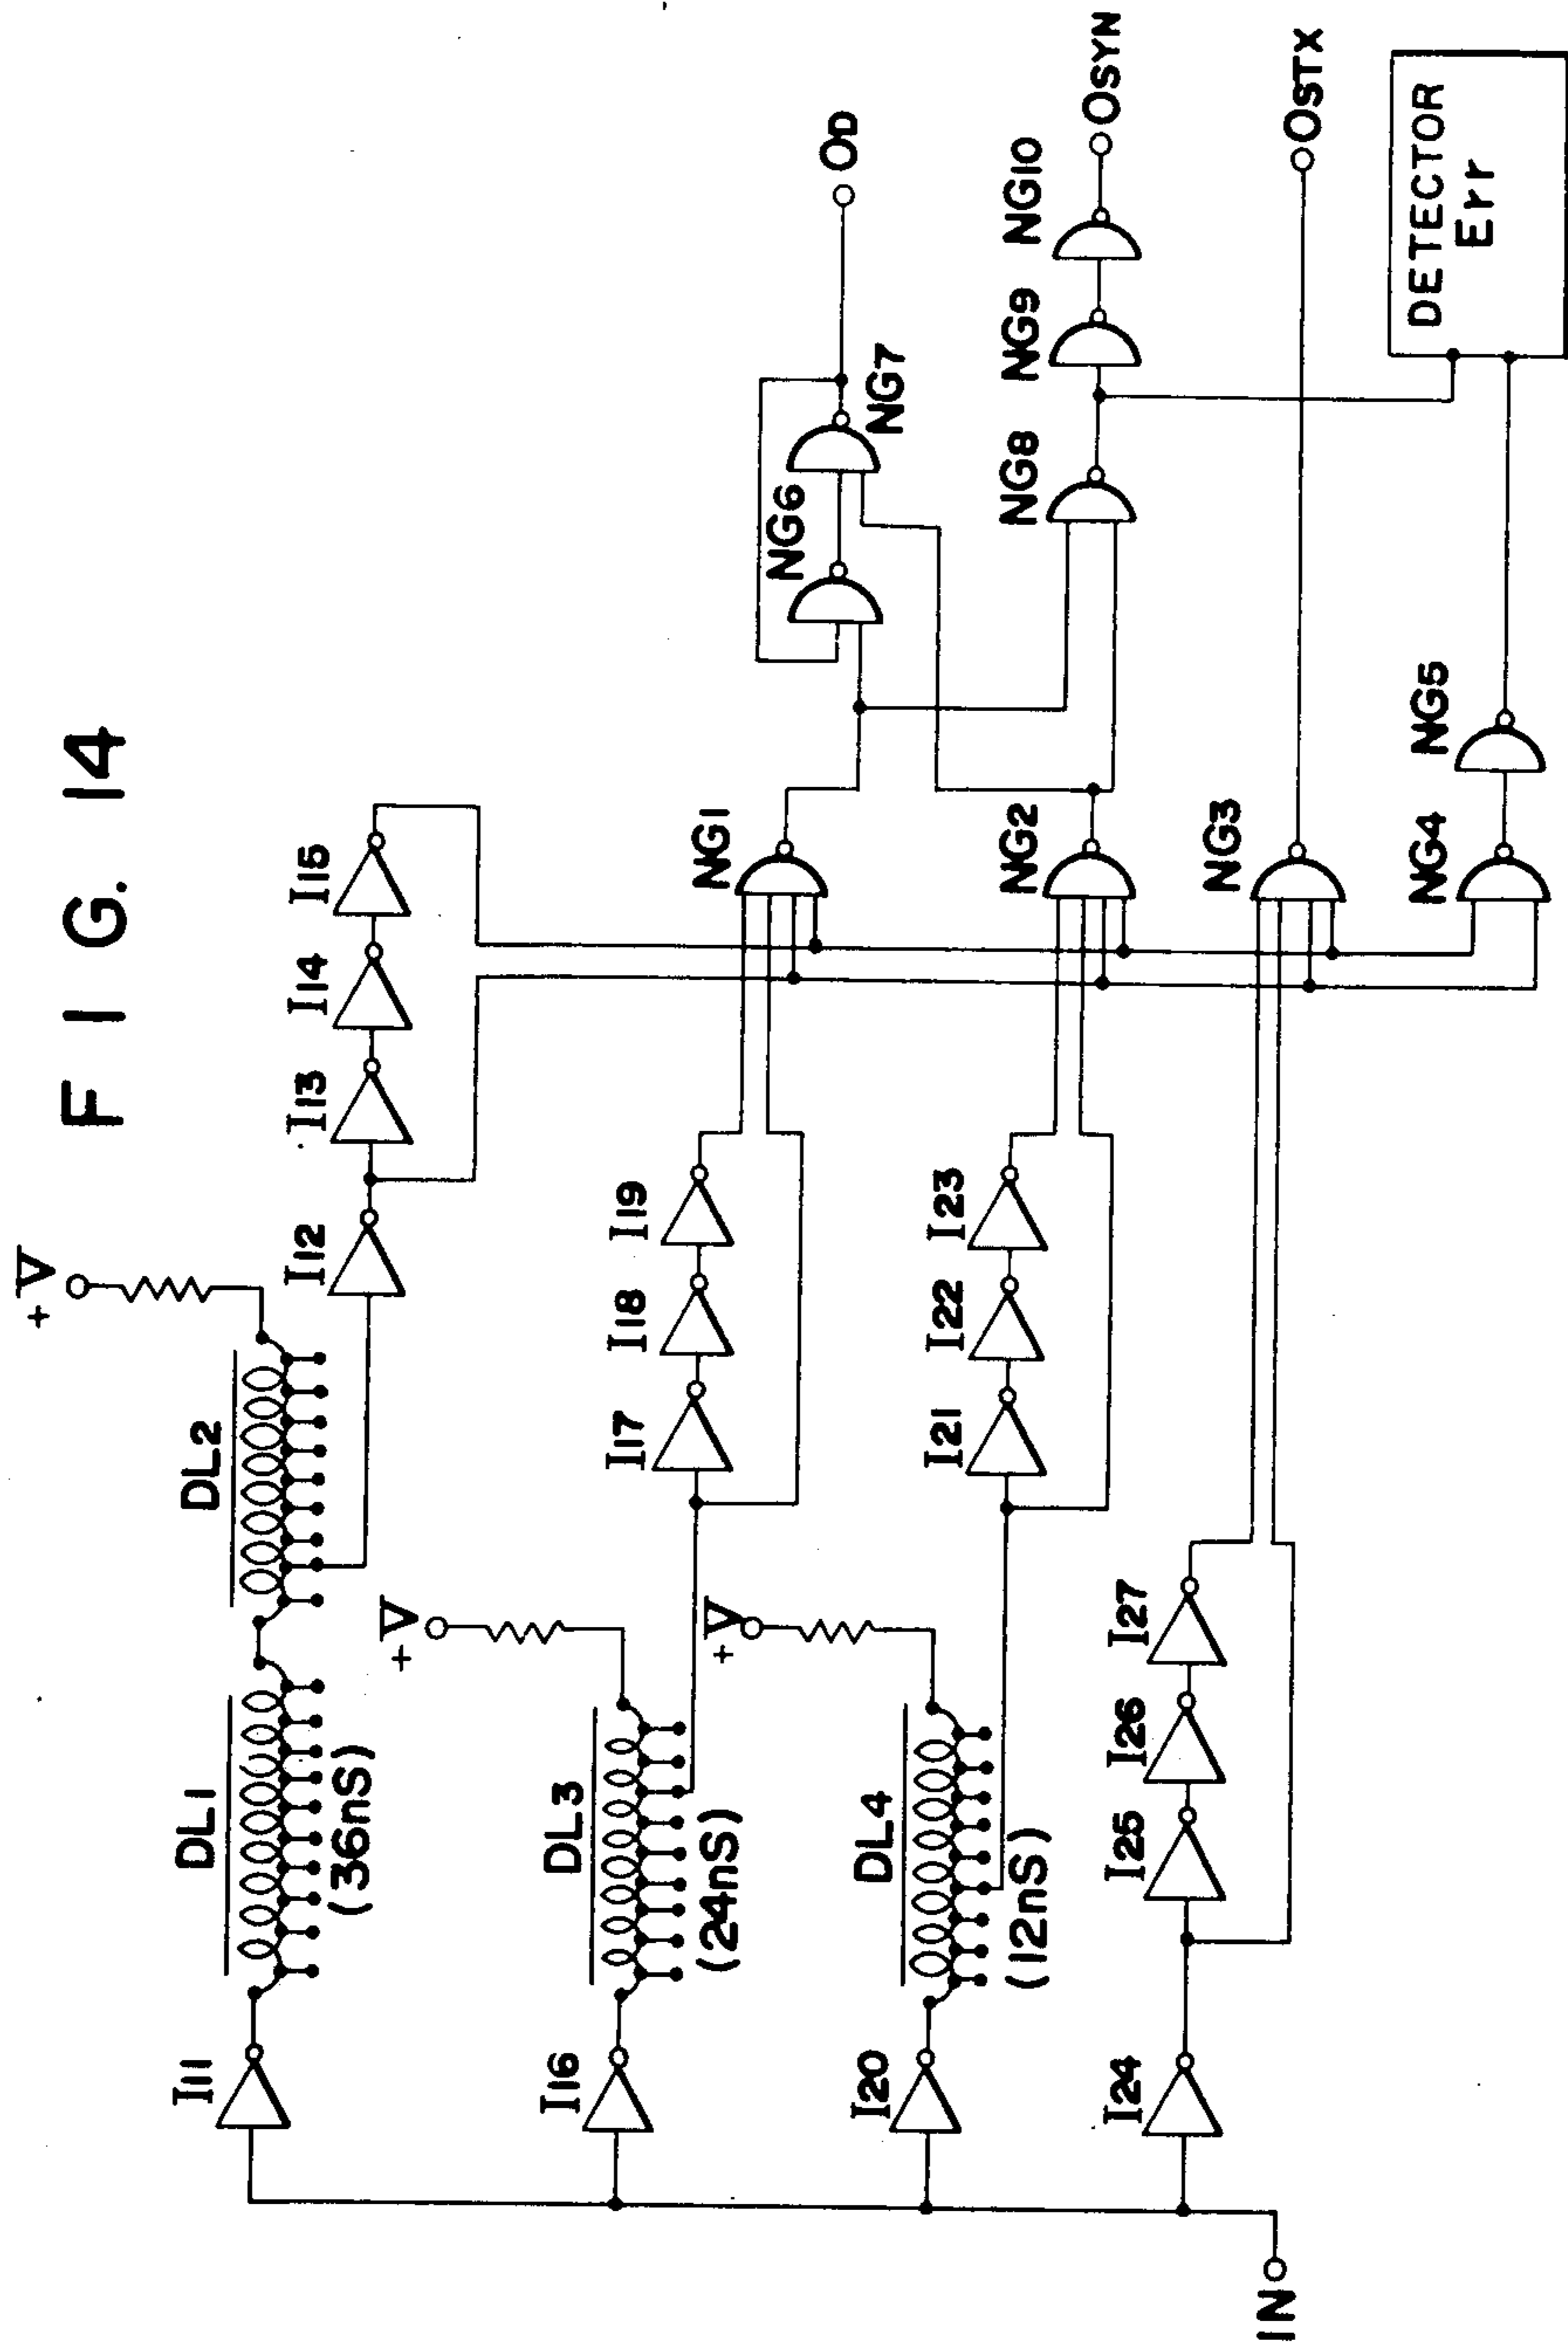 FIG. 14
+V
DL1
(36nS)
DL2
I11
I12
I13
I14
I15
+V
DL3
(24nS)
I16
I17
I18
I19
NG1
NG6
NG7
OD
+V
DL4
(12nS)
I20
I21
I22
I23
NG2
NG8
NG9
NG10
OSYN
I24
I25
I26
I27
NG3
OSTX
NG4
NG5
DETECTOR
Err
IN